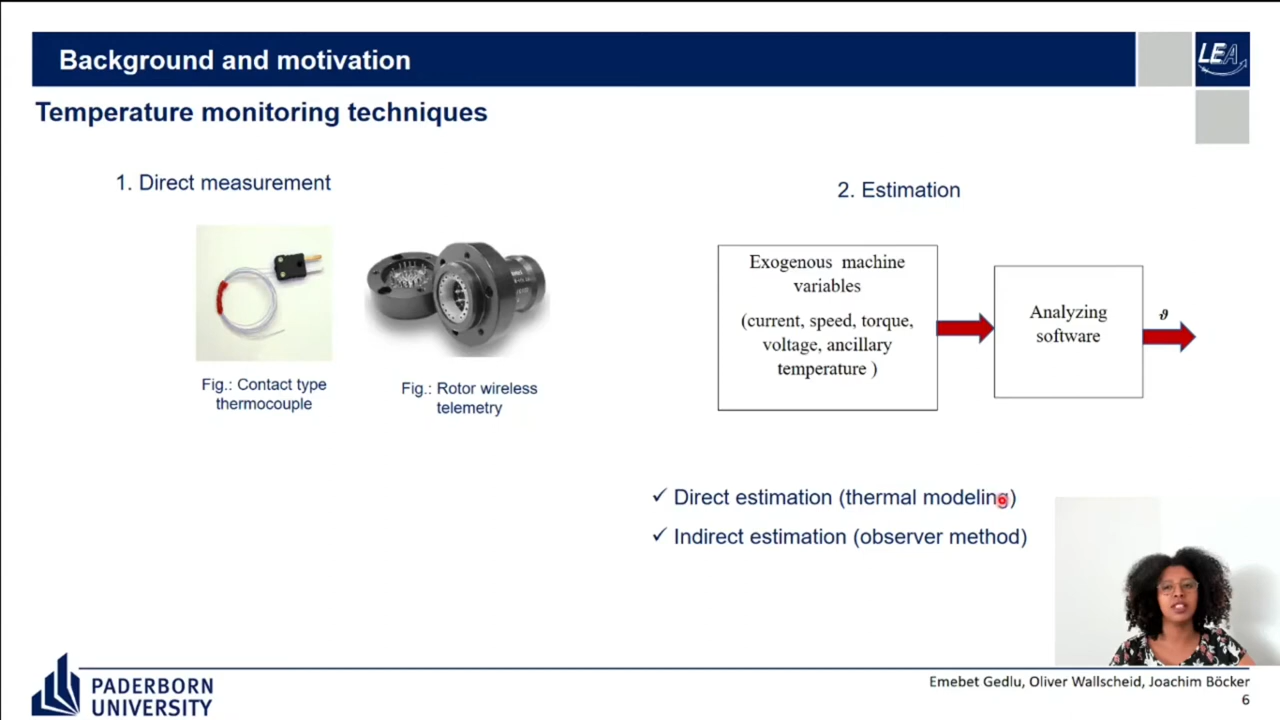 Background and motivation
LEA
Temperature monitoring techniques
1. Direct measurement
2. Estimation
Exogenous machine
variables
(current, speed, torque,
voltage, ancillary
temperature )
Analyzing
software
ϑ
Fig.: Contact type
thermocouple
Fig.: Rotor wireless
telemetry
✓ Direct estimation (thermal modeling)
✓ Indirect estimation (observer method)
PADERBORN
UNIVERSITY
Emebet Gedlu, Oliver Wallscheid, Joachim Böcker
6